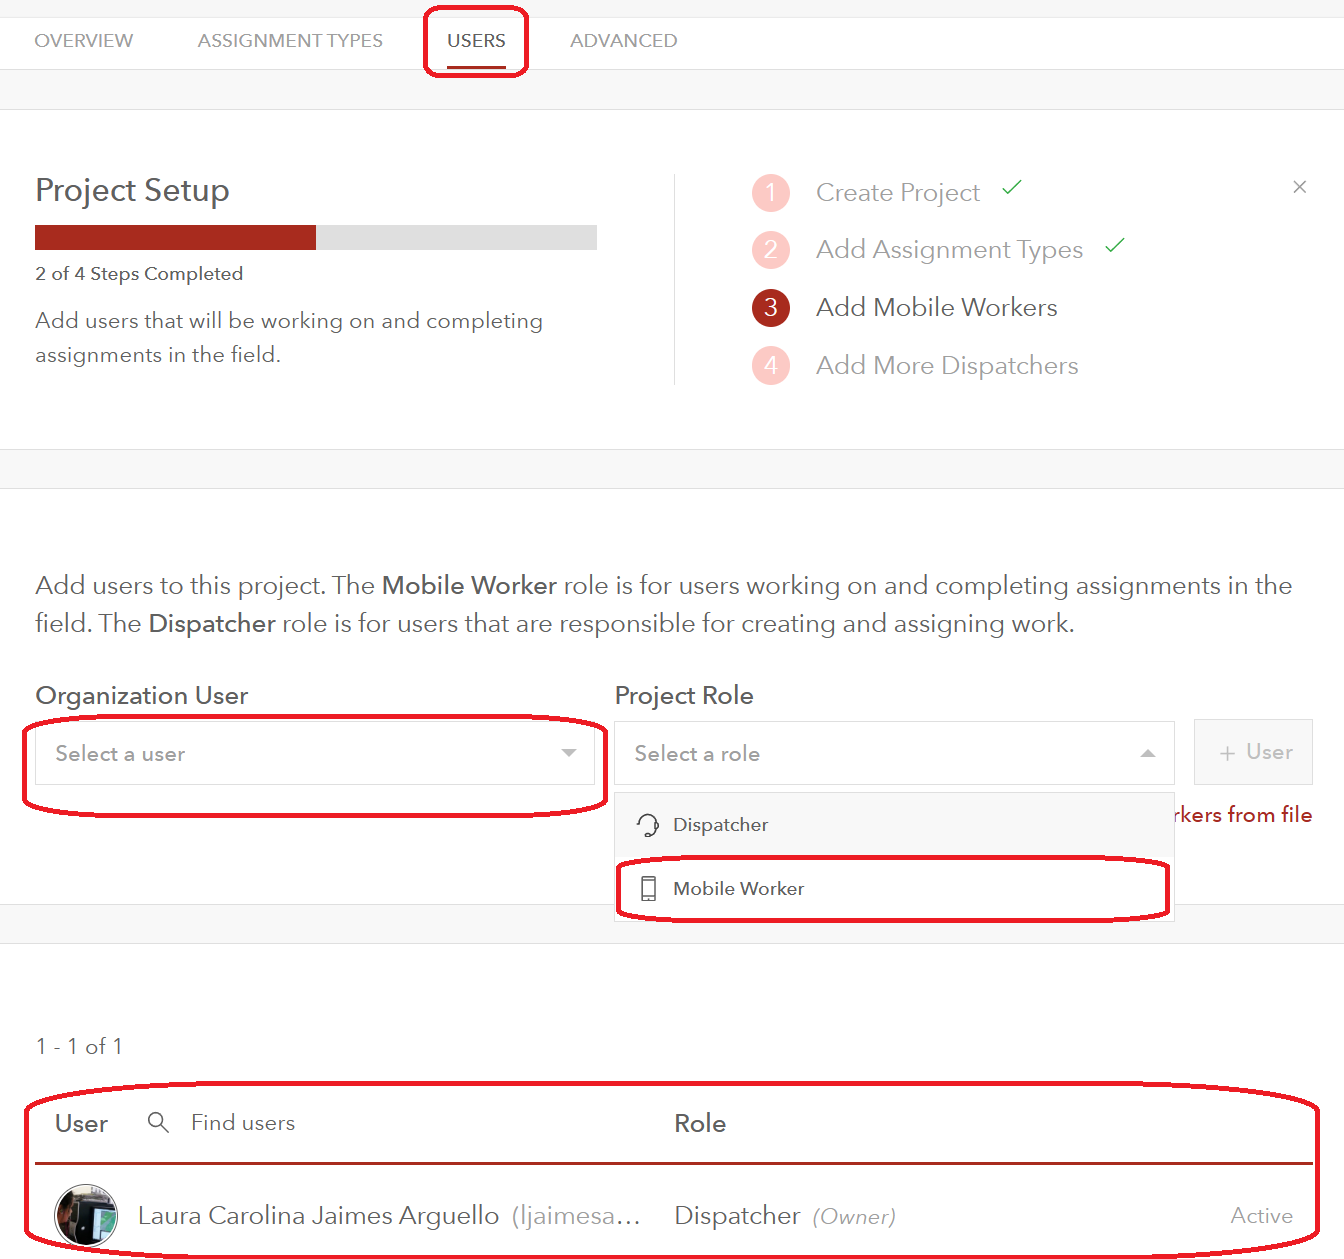 OVERVIEW ASSIGNMENT TYPES USERS ADVANCED
Project Setup
2 of 4 Steps Completed
Add users that will be working on and completing
assignments in the field.
1 Create Project
2 Add Assignment Types
3 Add Mobile Workers
4 Add More Dispatchers
Add users to this project. The Mobile Worker role is for users working on and completing assignments in the
field. The Dispatcher role is for users that are responsible for creating and assigning work.
Organization User Project Role
Select a user Select a role + User
rkers from file
Dispatcher
Mobile Worker
1 - 1 of 1
User Find users Role
Laura Carolina Jaimes Arguello (ljaimesa... Dispatcher (Owner) Active